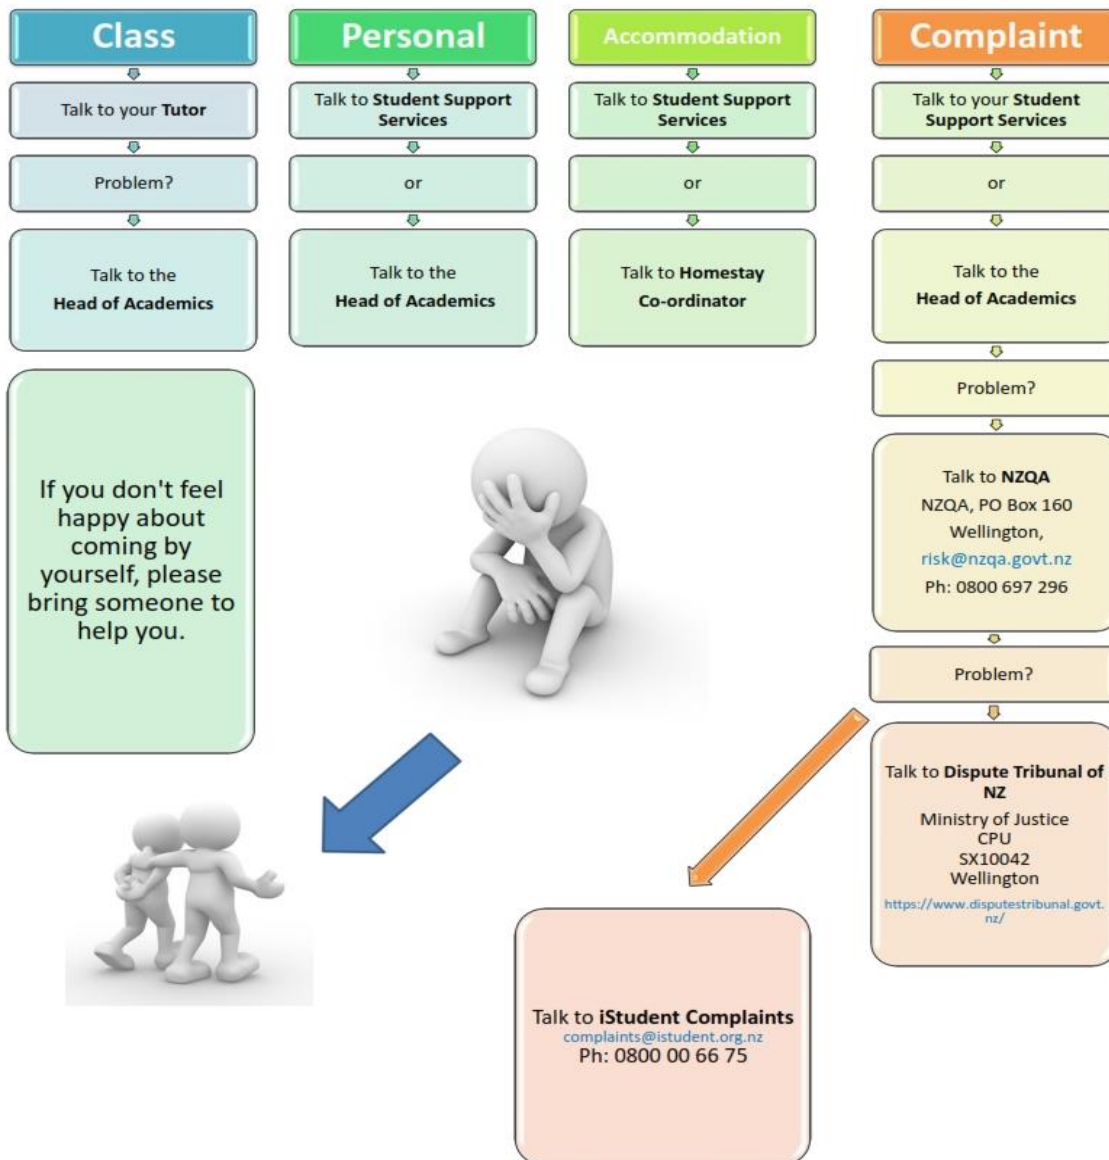 Class
Talk to your Tutor
Problem?
Talk to the
Head of Academics
If you don't feel
happy about
coming by
yourself, please
bring someone to
help you.
Personal
Talk to Student Support
Services
or
Talk to the
Head of Academics
Accommodation
Talk to Student Support
Services
or
Talk to Homestay
Co-ordinator
Complaint
Talk to your Student
Support Services
or
Talk to the
Head of Academics
Problem?
Talk to NZQA
NZQA, PO Box 160
Wellington,
risk@nzqa.govt.nz
Ph: 0800 697 296
Problem?
Talk to Dispute Tribunal of
NZ
Ministry of Justice
CPU
SX10042
Wellington
https://www.disputestribunal.govt.
nz/
Talk to iStudent Complaints
complaints@istudent.org.nz
Ph: 0800 00 66 75